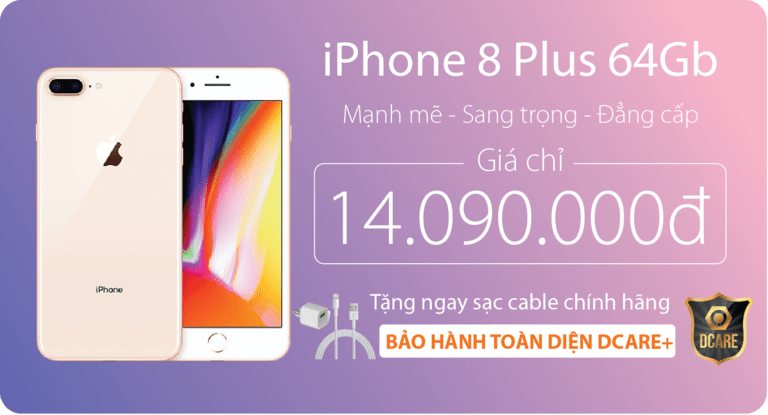 iPhone 8 Plus 64Gb
Mạnh mẽ - Sang trọng - Đẳng cấp
Giá chỉ
14.090.000đ
Tặng ngay sạc cable chính hãng
BẢO HÀNH TOÀN DIỆN DCARE+
DCARE
iPhone